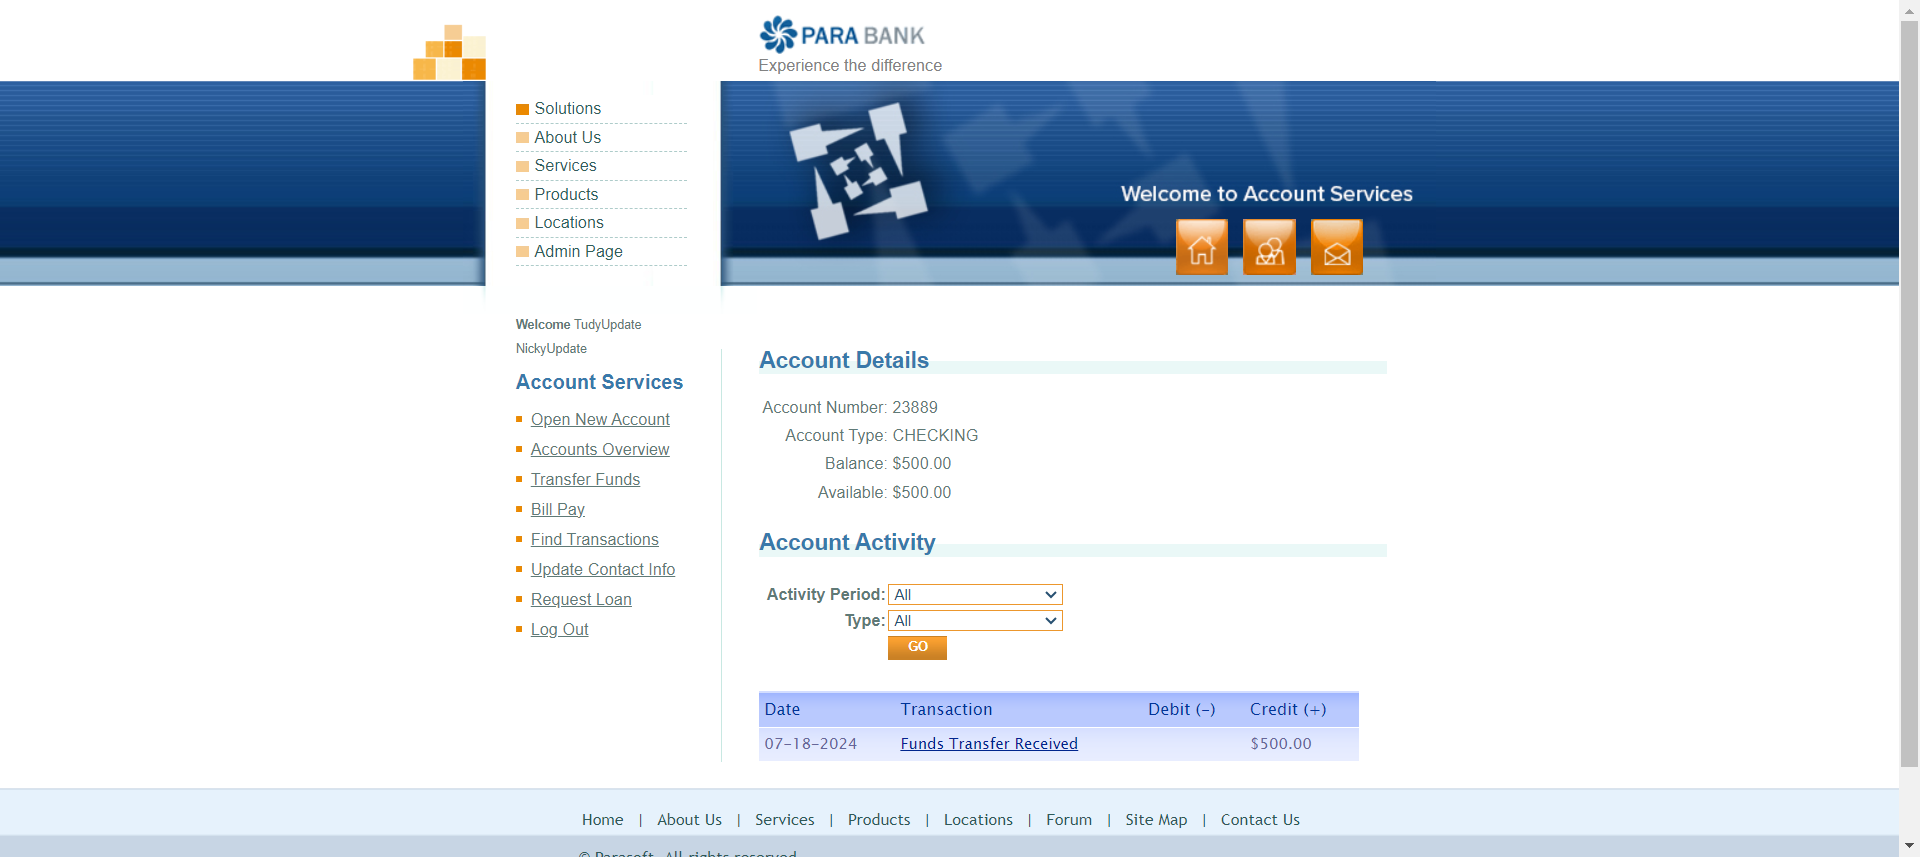 PARA BANK
Experience the difference
Solutions
About Us
Services
Products
Locations
Admin Page
Welcome to Account Services
Welcome TudyUpdate
NickyUpdate
Account Services
Open New Account
Accounts Overview
Transfer Funds
Bill Pay
Find Transactions
Update Contact Info
Request Loan
Log Out
Account Details
Account Number: 23889
Account Type: CHECKING
Balance: $500.00
Available: $500.00
Account Activity
Activity Period: All
Type: All
GO
Date Transaction Debit (-) Credit (+)
07-18-2024 Funds Transfer Received $500.00
Home | About Us | Services | Products | Locations | Forum | Site Map | Contact Us
© Parasoft. All rights reserved.